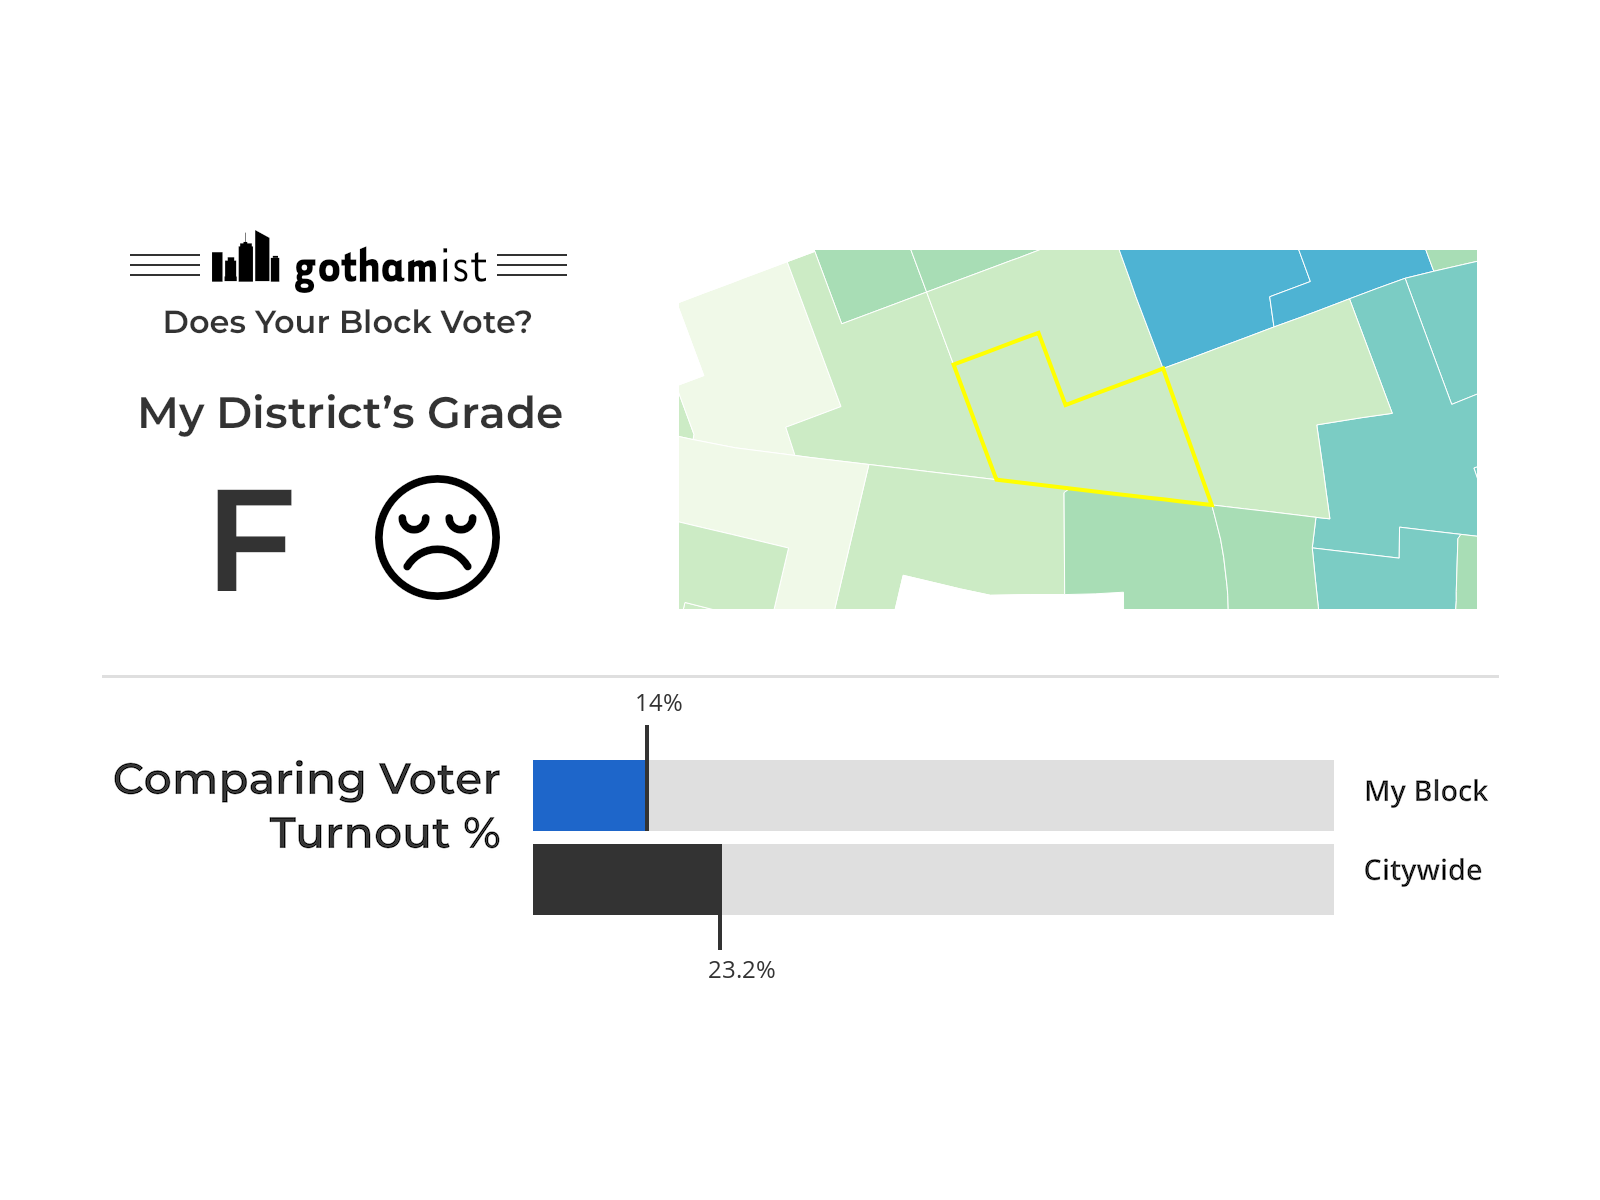 gothamist
Does Your Block Vote?
My District’s Grade
F
14%
Comparing Voter
Turnout %
My Block
Citywide
23.2%